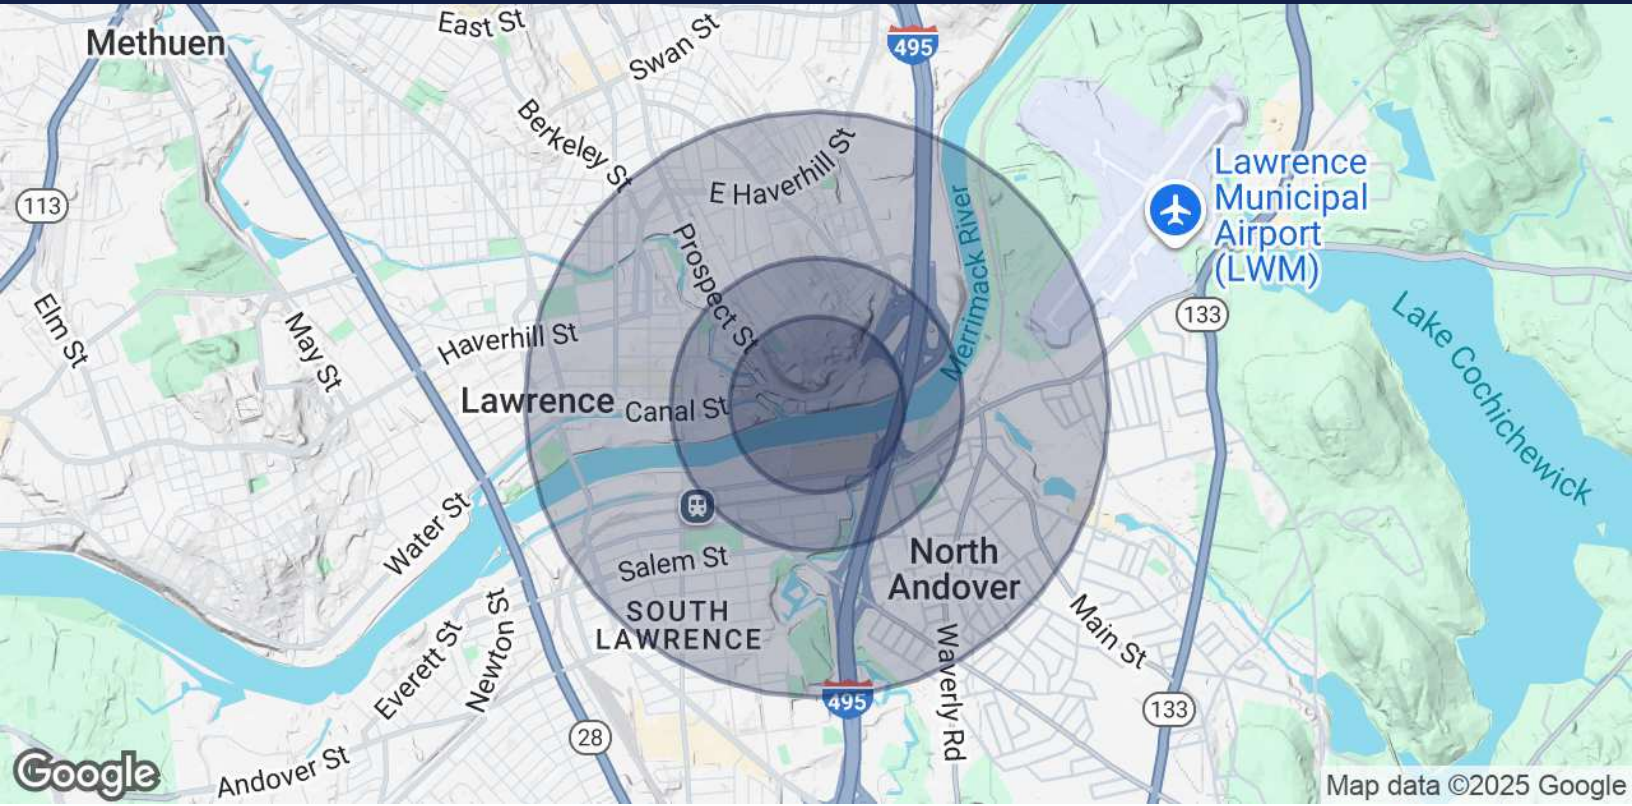 Methuen
East St
Swan St
495
Berkeley St
E Haverhill St
Lawrence
Municipal
Airport
(LWM)
113
Prospect St
Merrimack River
133
Elm St
May St
Haverhill St
Lake Cochichewick
Lawrence
Canal St
Water St
Salem St
North
Andover
SOUTH
LAWRENCE
Newton St
Everett St
Waverly Rd
Main St
495
133
28
Andover St
Google
Map data ©2025 Google